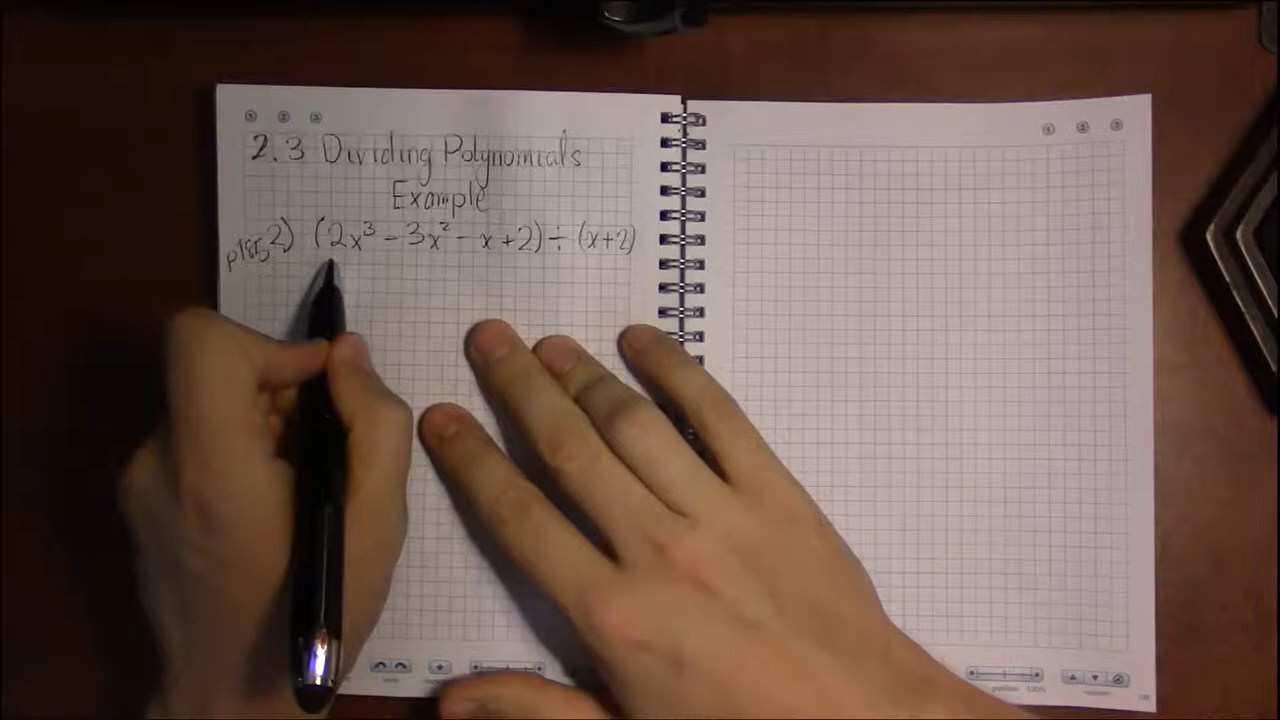 2.3 Dividing Polynomials
Example
p185 2) (2x³ - 3x² - x + 2) ÷ (x+2)